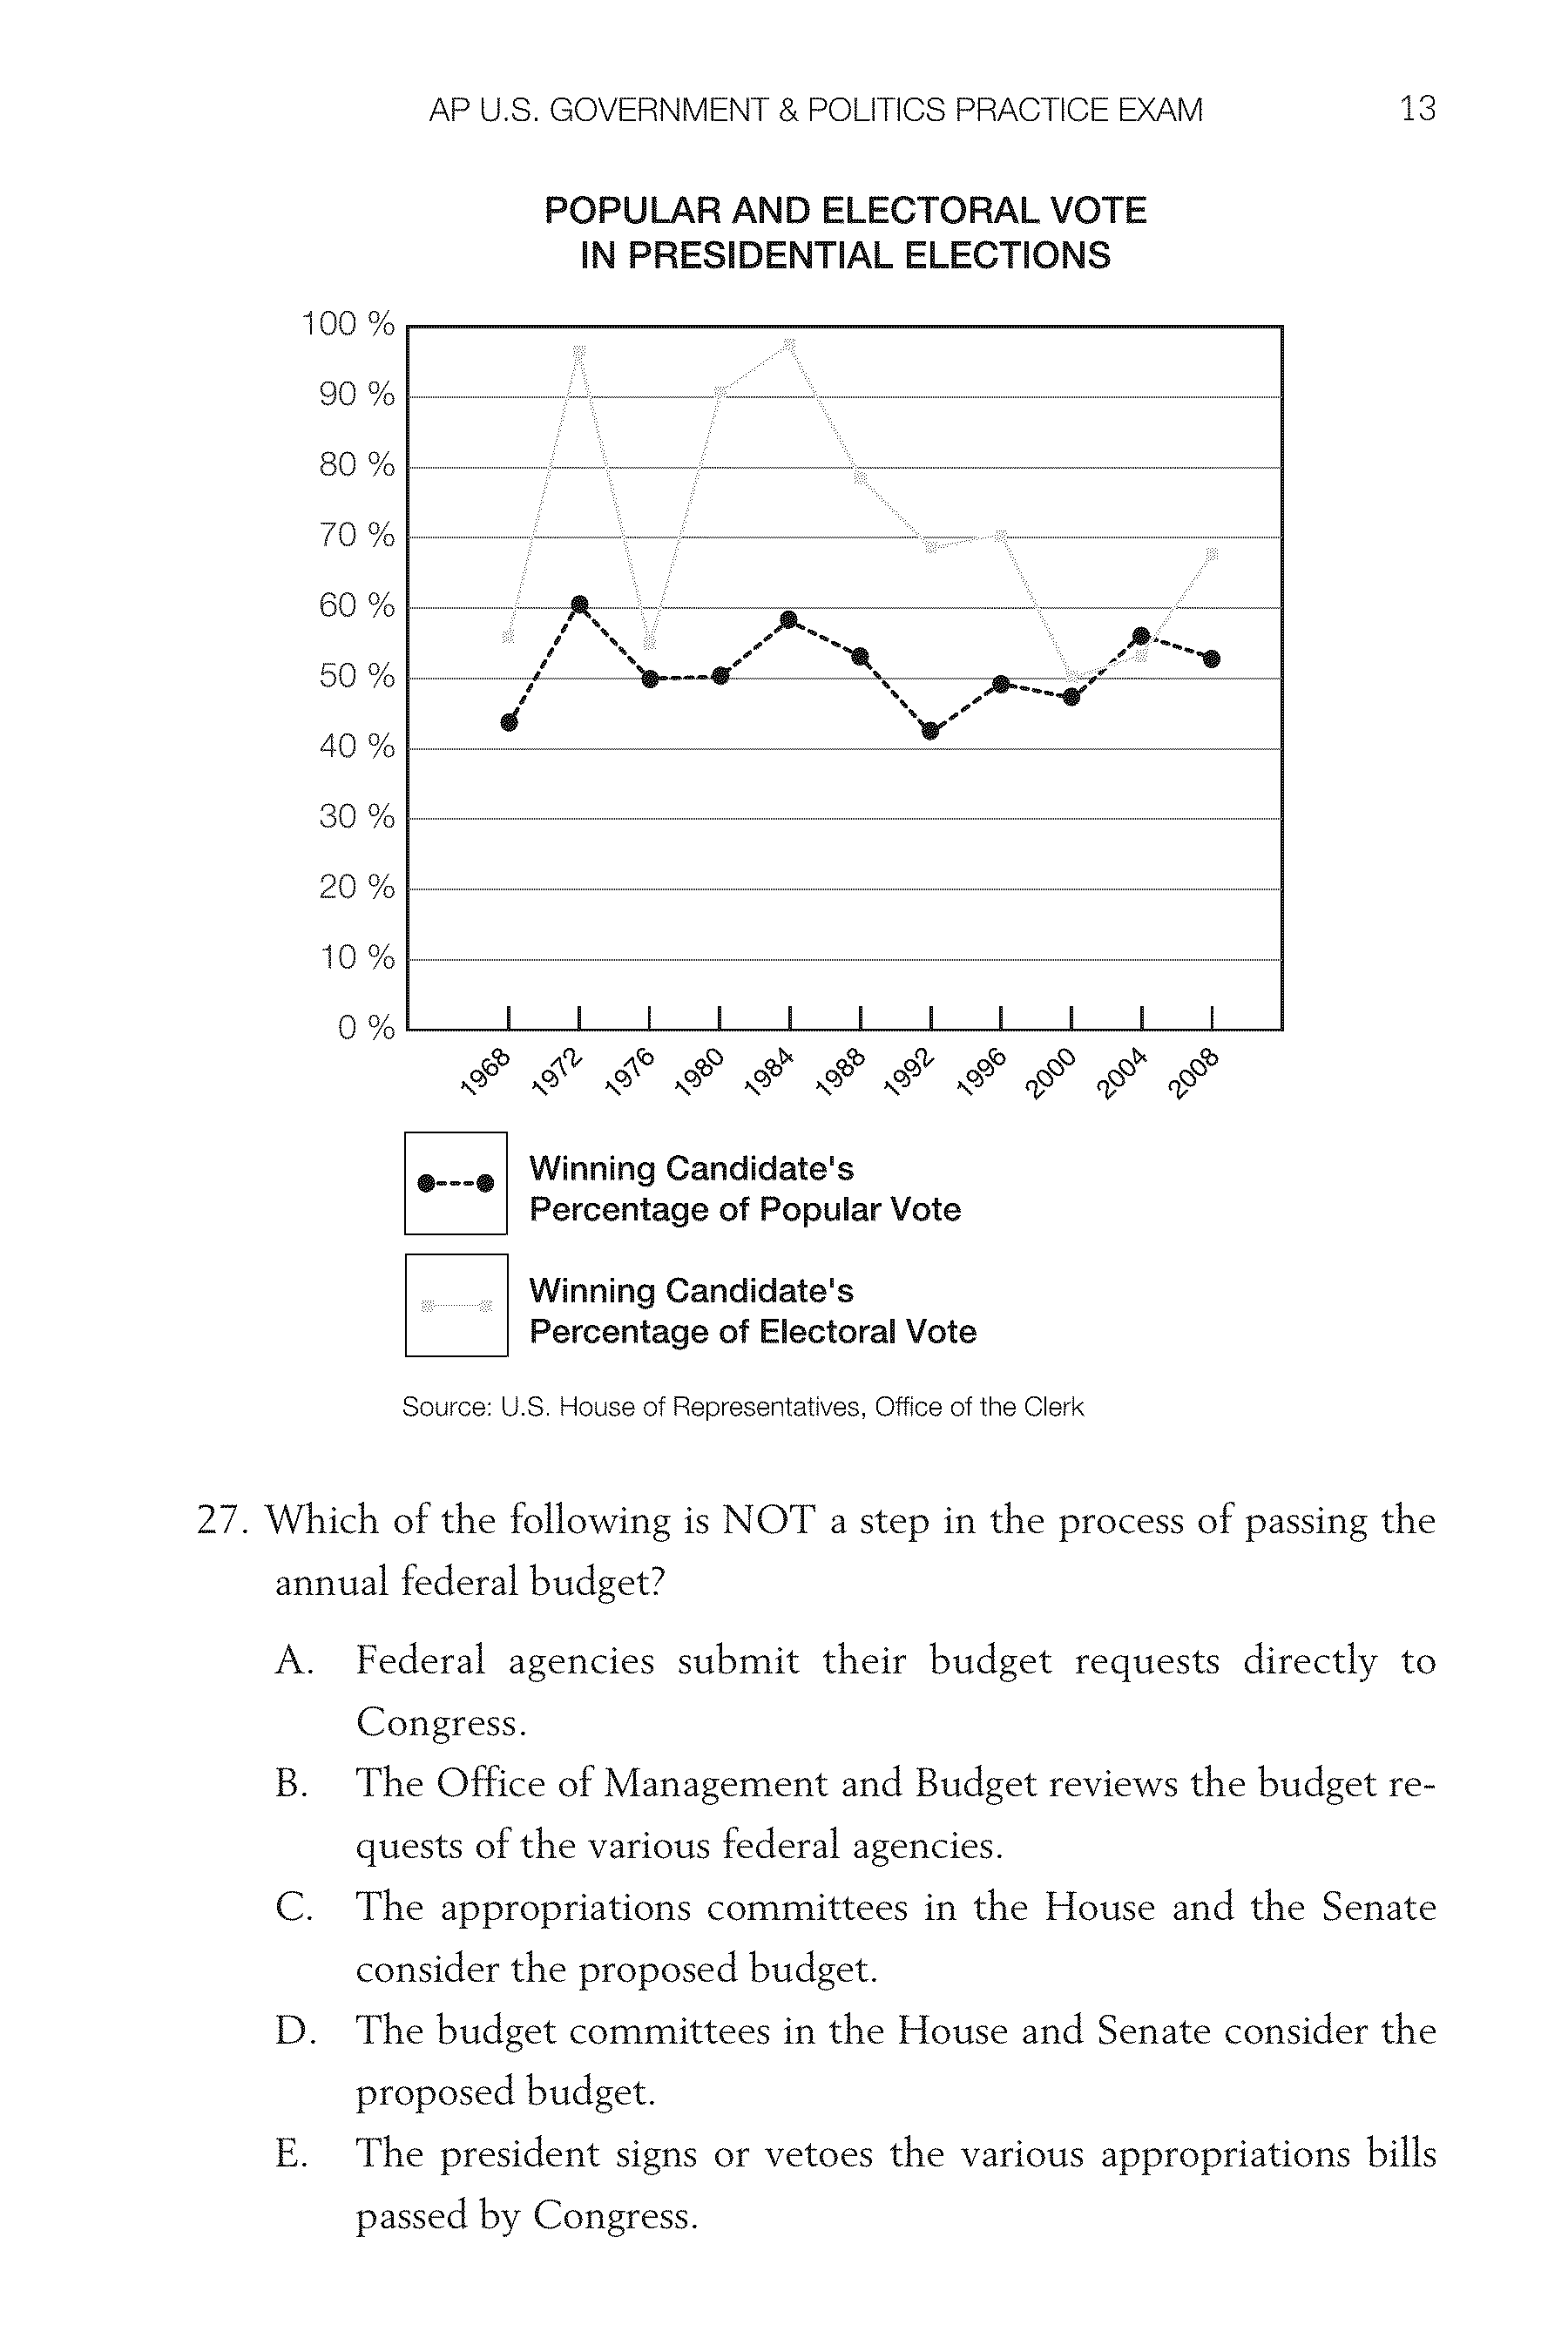 AP U.S. GOVERNMENT & POLITICS PRACTICE EXAM 13
POPULAR AND ELECTORAL VOTE
IN PRESIDENTIAL ELECTIONS
100 %
90 %
80 %
70 %
60 %
50 %
40 %
30 %
20 %
10 %
0 %
1968 1972 1976 1980 1984 1988 1992 1996 2000 2004 2008
Winning Candidate's
Percentage of Popular Vote
Winning Candidate's
Percentage of Electoral Vote
Source: U.S. House of Representatives, Office of the Clerk
27. Which of the following is NOT a step in the process of passing the
annual federal budget?
A. Federal agencies submit their budget requests directly to
Congress.
B. The Office of Management and Budget reviews the budget re-
quests of the various federal agencies.
C. The appropriations committees in the House and the Senate
consider the proposed budget.
D. The budget committees in the House and Senate consider the
proposed budget.
E. The president signs or vetoes the various appropriations bills
passed by Congress.